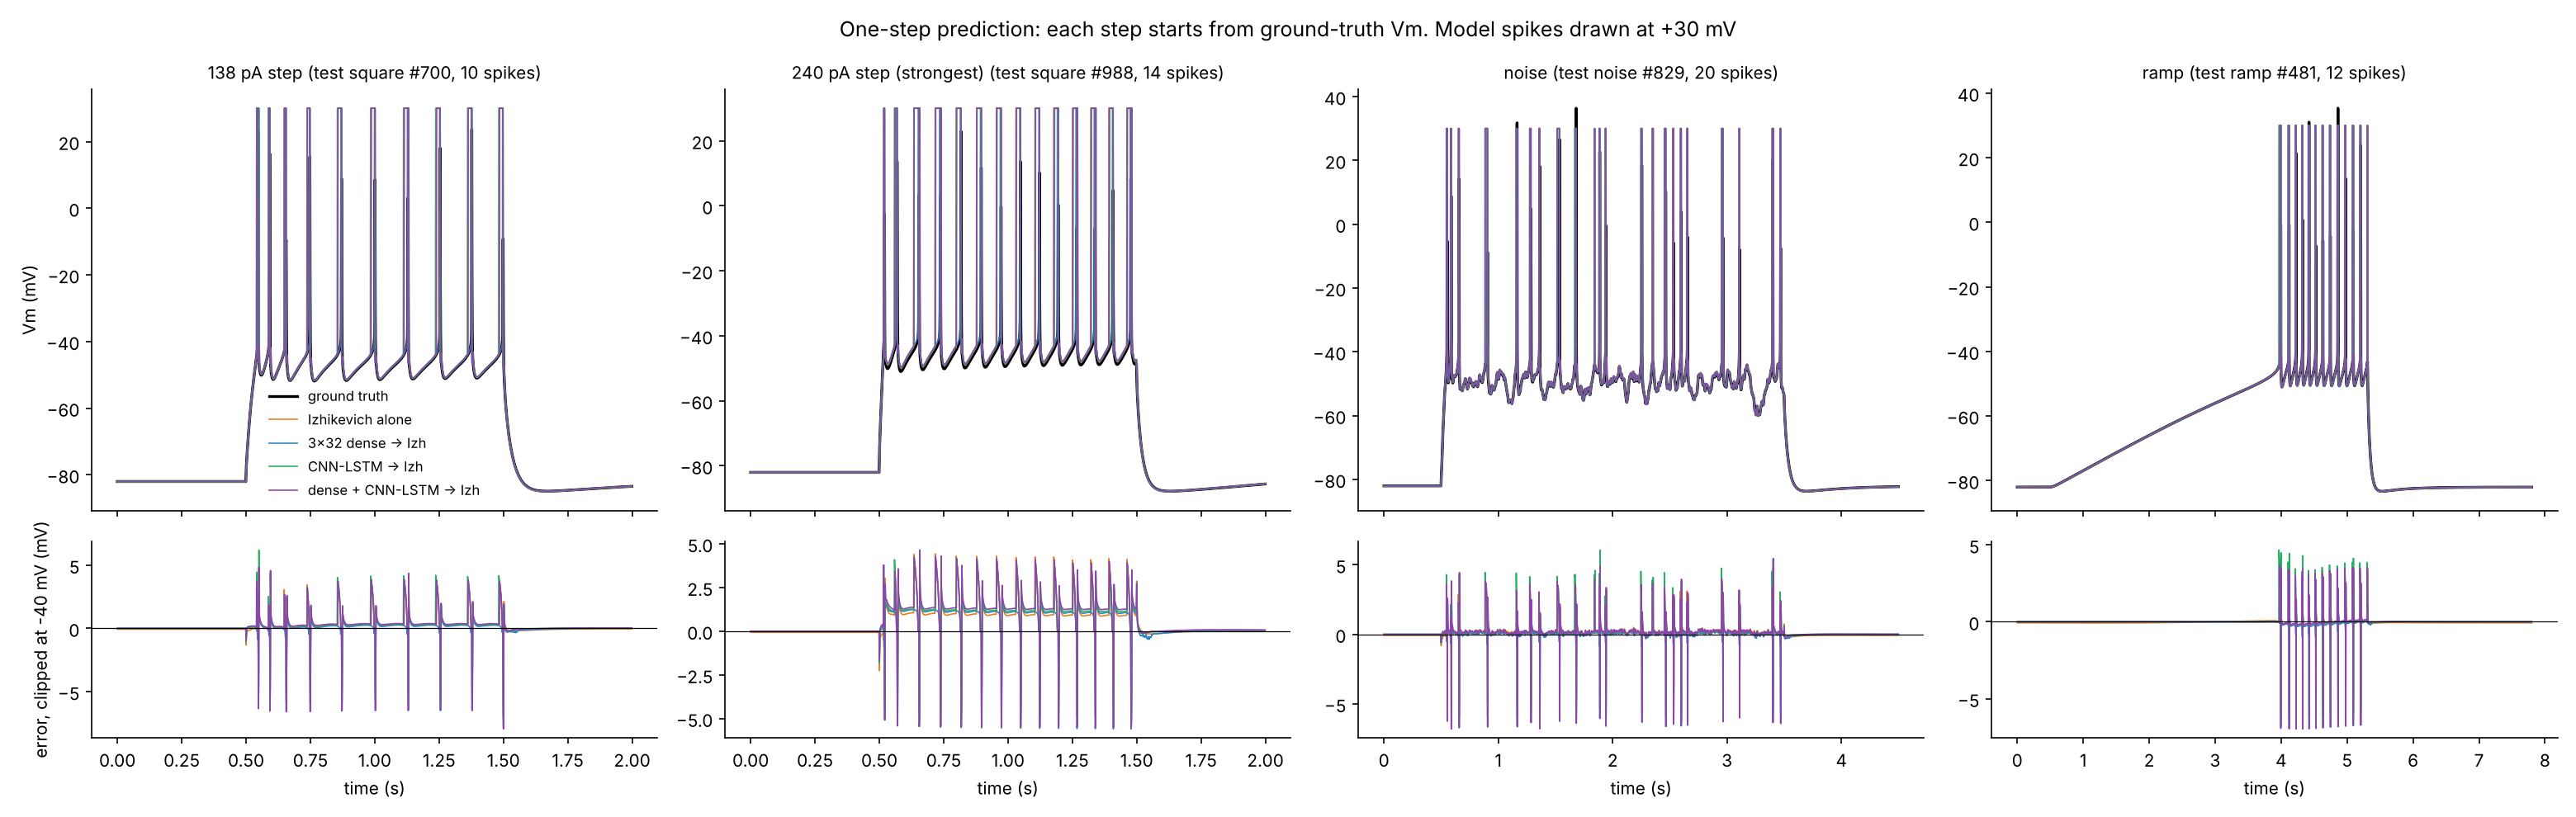 One-step prediction: each step starts from ground-truth Vm. Model spikes drawn at +30 mV
138 pA step (test square #700, 10 spikes)
240 pA step (strongest) (test square #988, 14 spikes)
noise (test noise #829, 20 spikes)
ramp (test ramp #481, 12 spikes)
Vm (mV)
20
0
−20
−40
−60
−80
ground truth
Izhikevich alone
3×32 dense → Izh
CNN-LSTM → Izh
dense + CNN-LSTM → Izh
20
0
−20
−40
−60
−80
40
20
0
−20
−40
−60
−80
40
20
0
−20
−40
−60
−80
error, clipped at -40 mV (mV)
5
0
−5
0.00 0.25 0.50 0.75 1.00 1.25 1.50 1.75 2.00
time (s)
5.0
2.5
0.0
−2.5
−5.0
0.00 0.25 0.50 0.75 1.00 1.25 1.50 1.75 2.00
time (s)
5
0
−5
0 1 2 3 4
time (s)
5
0
−5
0 1 2 3 4 5 6 7 8
time (s)